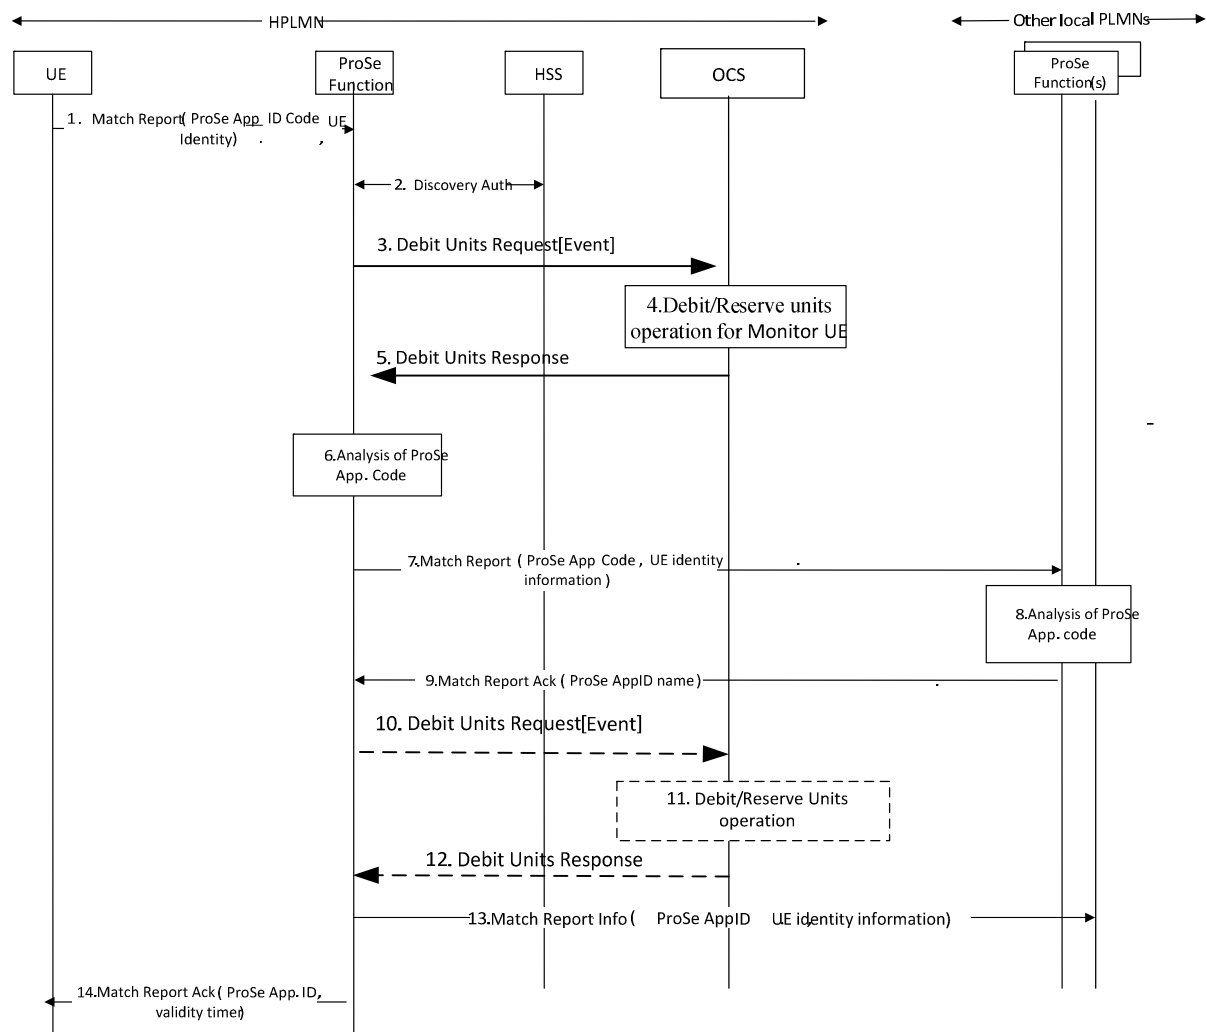 HPLMN
Other local PLMNs
UE
ProSe
Function
HSS
OCS
ProSe
Function(s)
1. Match Report( ProSe App ID Code, UE
Identity)
2. Discovery Auth
3. Debit Units Request[Event]
4.Debit/Reserve units
operation for Monitor UE
5. Debit Units Response
6.Analysis of ProSe
App. Code
7.Match Report ( ProSe App Code , UE identity
information )
8.Analysis of ProSe
App. code
9.Match Report Ack ( ProSe AppID name)
10. Debit Units Request[Event]
11. Debit/Reserve Units
operation
12. Debit Units Response
13.Match Report Info ( ProSe AppID , UE identity information)
14.Match Report Ack( ProSe App. ID,
validity timer)